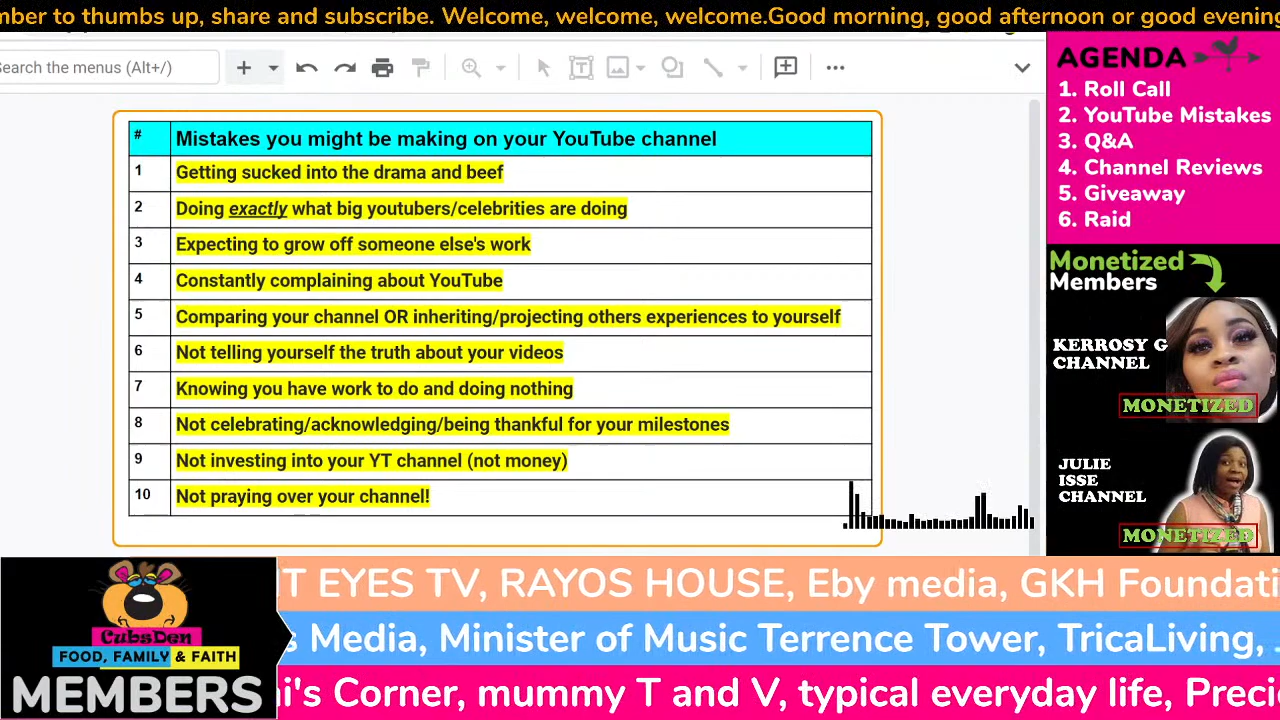 mber to thumbs up, share and subscribe. Welcome, welcome, welcome.Good morning, good afternoon or good evening
Search the menus (Alt+/)
AGENDA
1. Roll Call
2. YouTube Mistakes
3. Q&A
4. Channel Reviews
5. Giveaway
6. Raid
# Mistakes you might be making on your YouTube channel
1 Getting sucked into the drama and beef
2 Doing exactly what big youtubers/celebrities are doing
3 Expecting to grow off someone else's work
4 Constantly complaining about YouTube
5 Comparing your channel OR inheriting/projecting others experiences to yourself
6 Not telling yourself the truth about your videos
7 Knowing you have work to do and doing nothing
8 Not celebrating/acknowledging/being thankful for your milestones
9 Not investing into your YT channel (not money)
10 Not praying over your channel!
Monetized
Members
KERROSY G
CHANNEL
MONETIZED
JULIE
ISSE
CHANNEL
MONETIZED
CubsDen
FOOD, FAMILY & FAITH
MEMBERS
T EYES TV, RAYOS HOUSE, Eby media, GKH Foundati
s Media, Minister of Music Terrence Tower, TricaLiving,
i's Corner, mummy T and V, typical everyday life, Preci